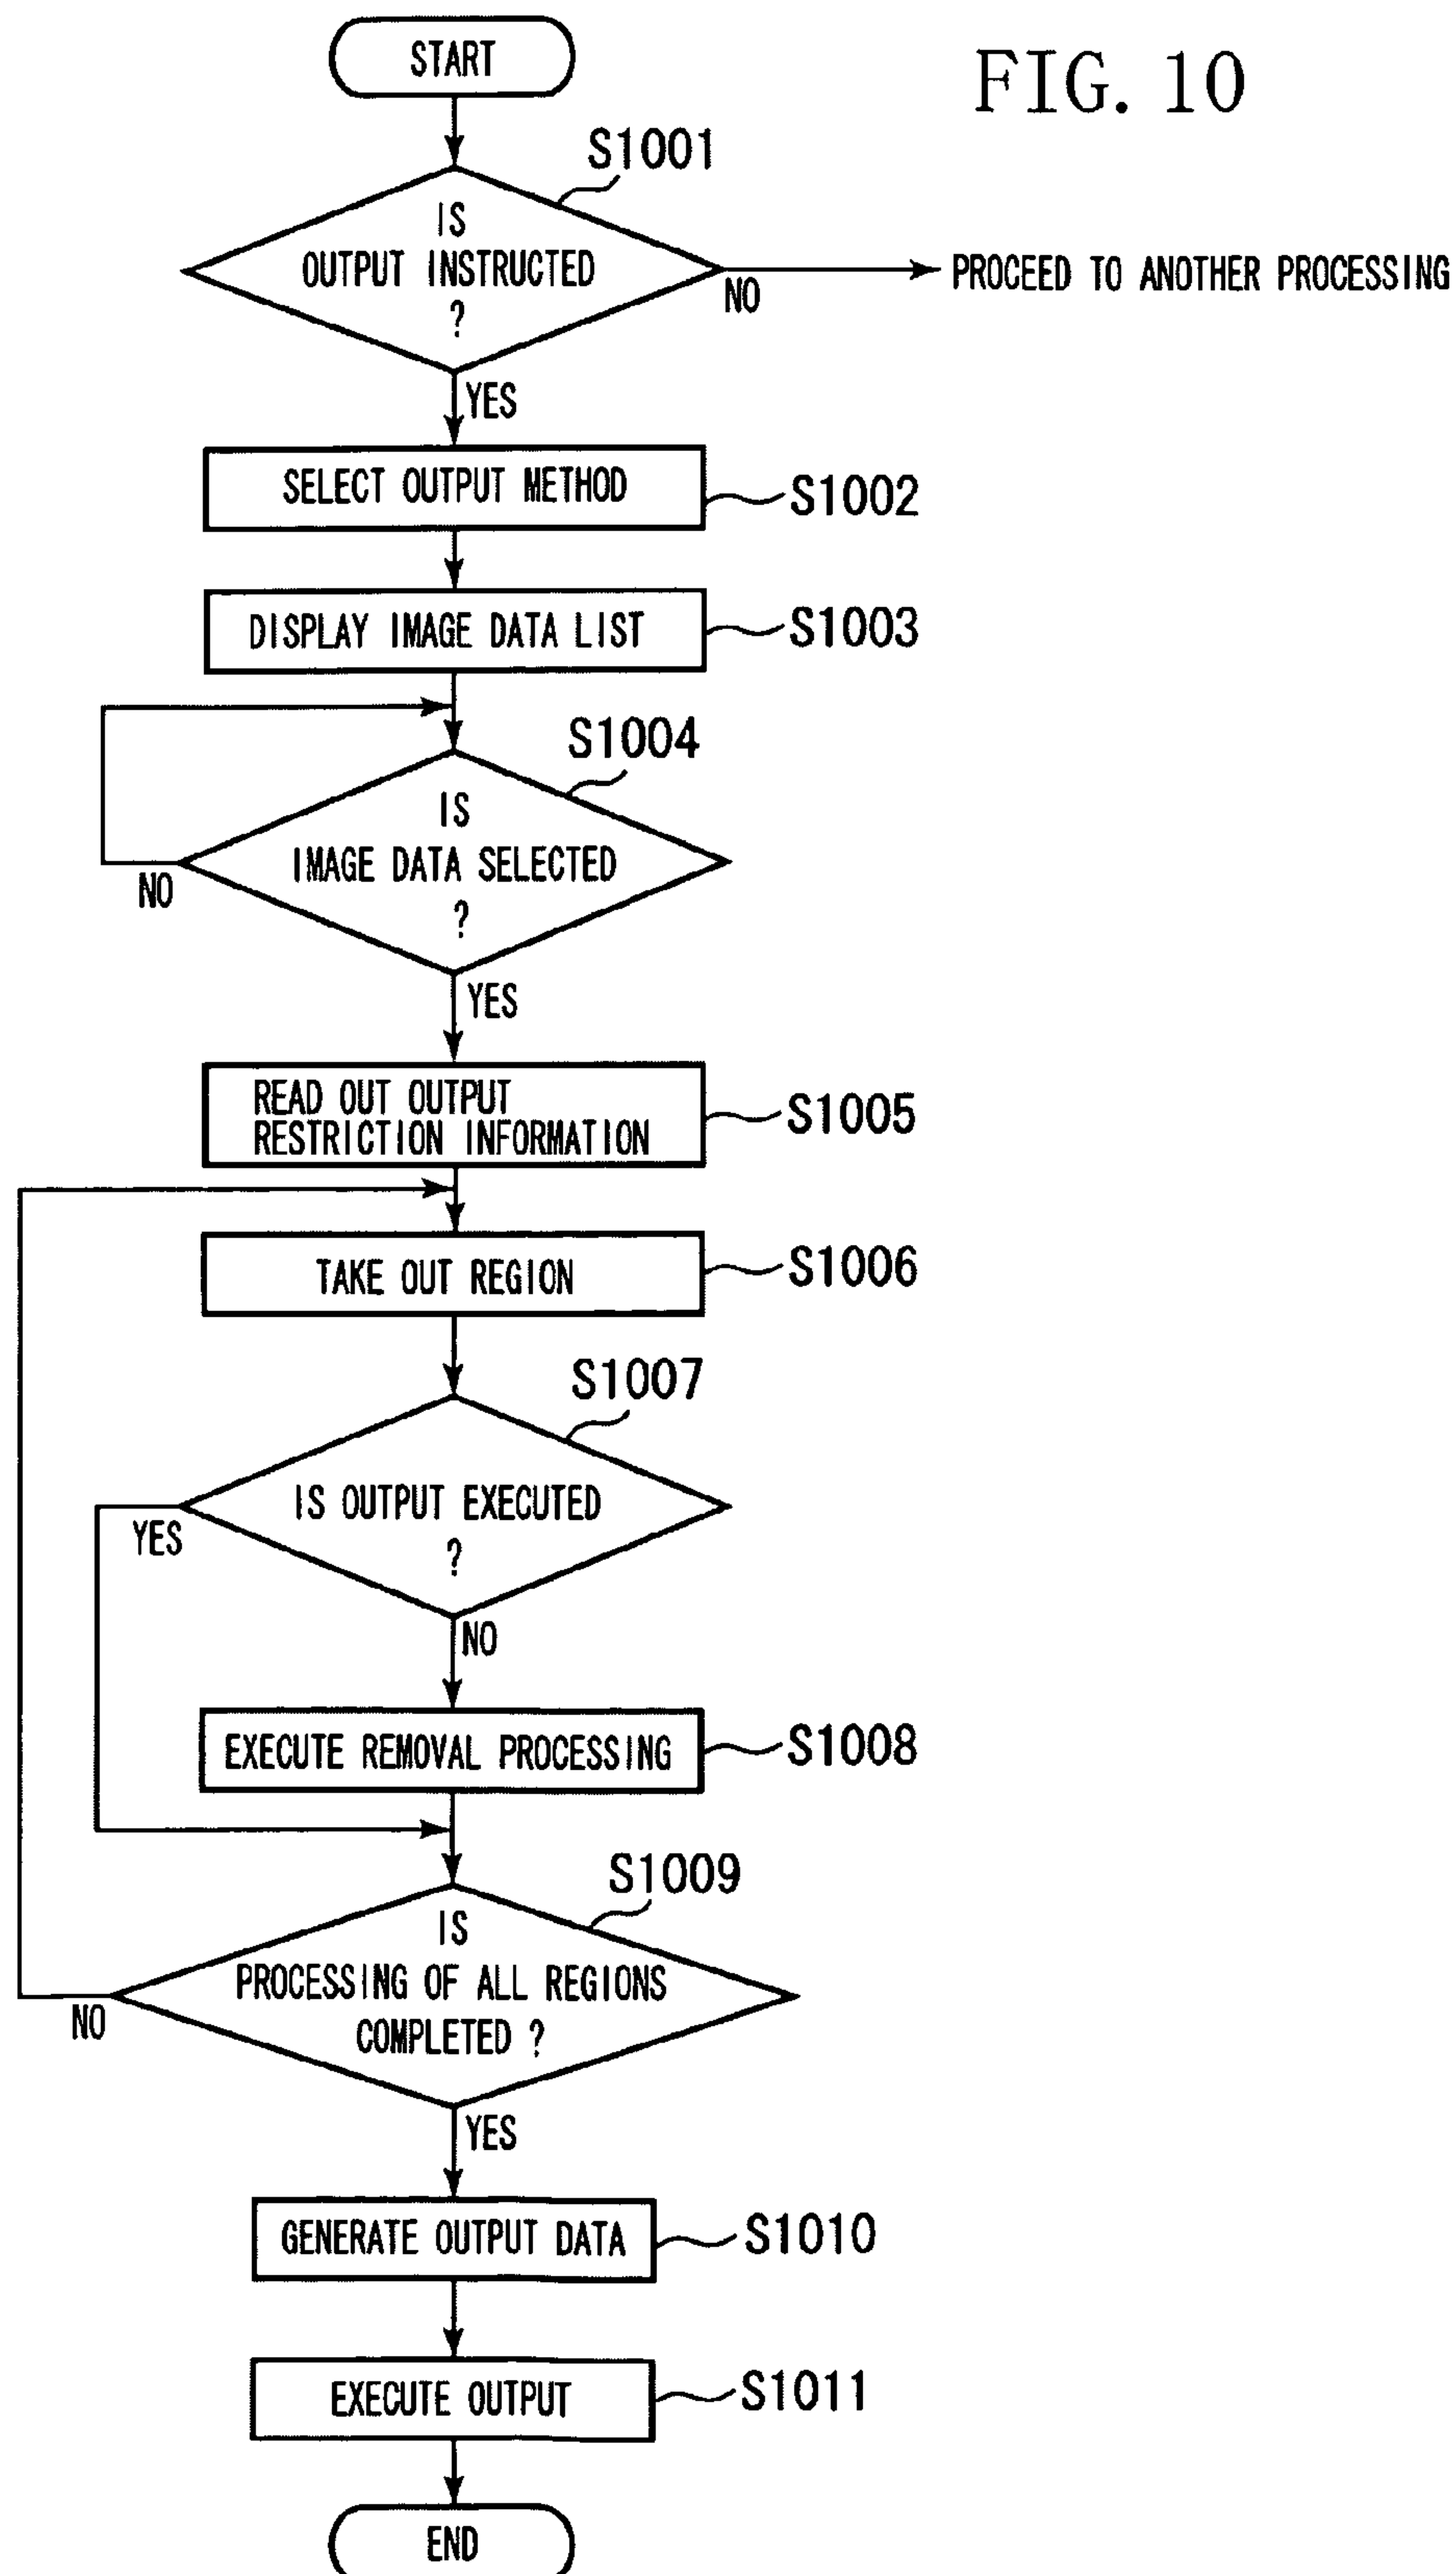 START
FIG. 10
S1001
IS
OUTPUT INSTRUCTED
?
NO
PROCEED TO ANOTHER PROCESSING
YES
SELECT OUTPUT METHOD
S1002
DISPLAY IMAGE DATA LIST
S1003
S1004
IS
IMAGE DATA SELECTED
?
NO
YES
READ OUT OUTPUT
RESTRICTION INFORMATION
S1005
TAKE OUT REGION
S1006
S1007
IS OUTPUT EXECUTED
?
YES
NO
EXECUTE REMOVAL PROCESSING
S1008
S1009
IS
PROCESSING OF ALL REGIONS
COMPLETED ?
NO
YES
GENERATE OUTPUT DATA
S1010
EXECUTE OUTPUT
S1011
END